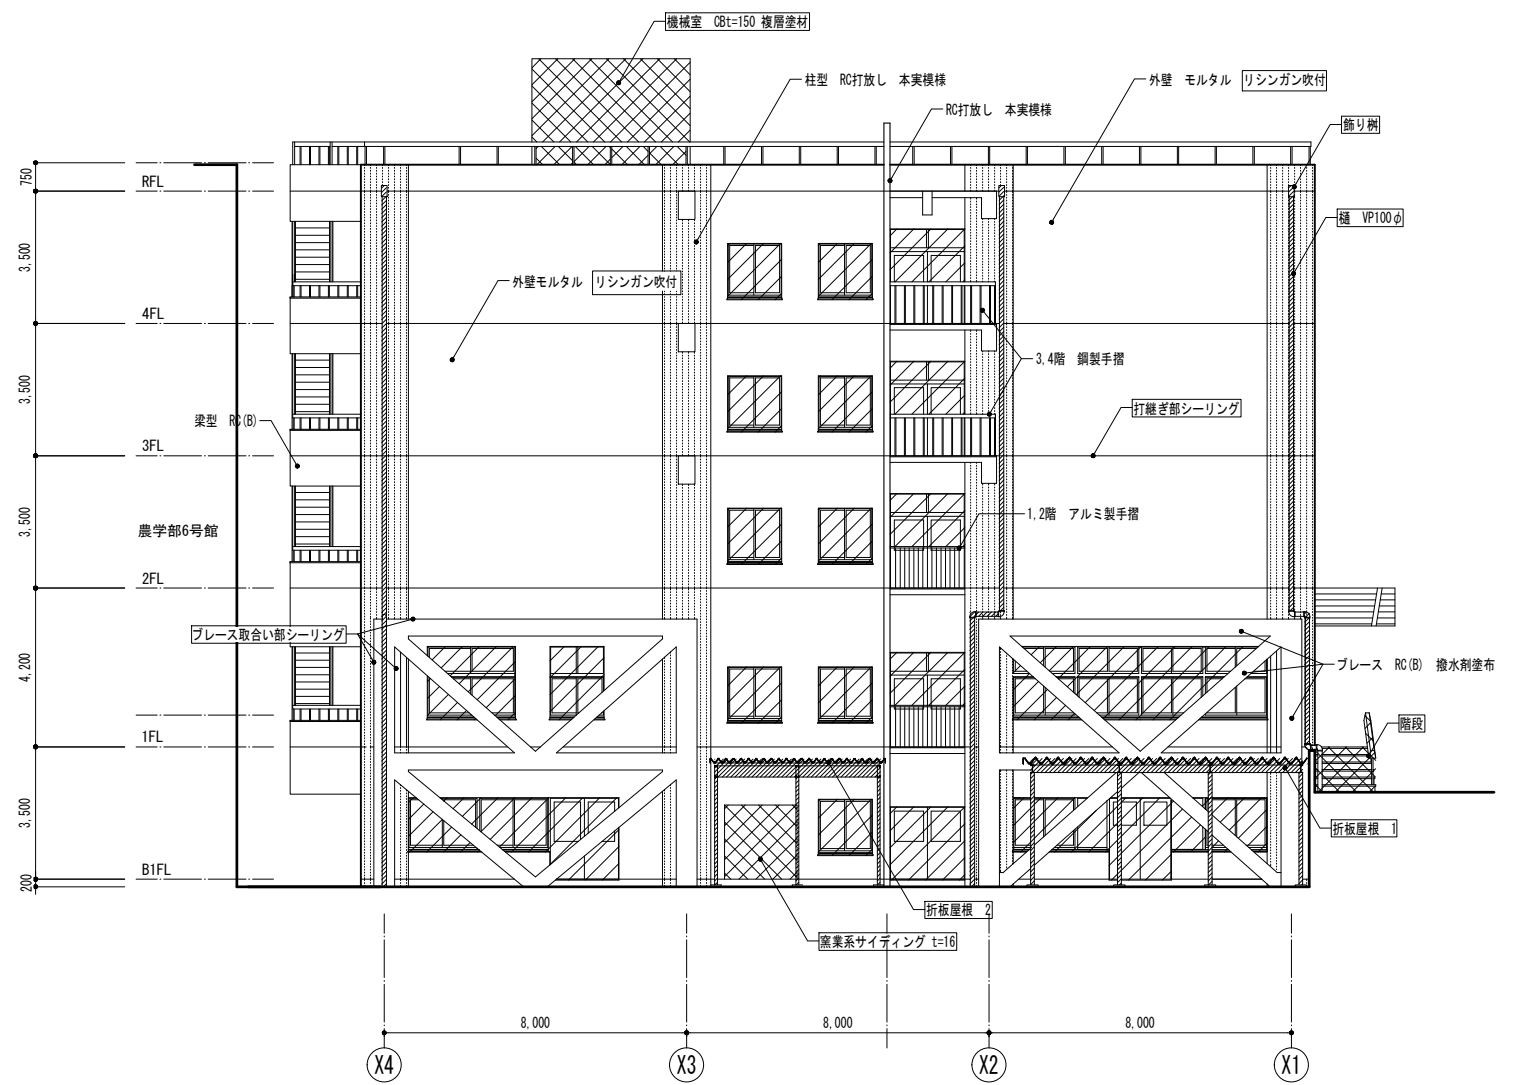 機械室　CBt=150 複層塗材
柱型　RC打放し　本実模様
RC打放し　本実模様
外壁　モルタル　リシンガン吹付
飾り桝
樋　VP100φ
750
RFL
3,500
外壁モルタル　リシンガン吹付
4FL
3,4階　鋼製手摺
3,500
打継ぎ部シーリング
梁型　RC(B)
3FL
3,500
1,2階　アルミ製手摺
農学部6号館
2FL
ブレース取合い部シーリング
4,200
ブレース　RC(B)　撥水剤塗布
階段
1FL
3,500
折板屋根　1
B1FL
200
折板屋根　2
窯業系サイディング t=16
8,000
8,000
8,000
X4
X3
X2
X1